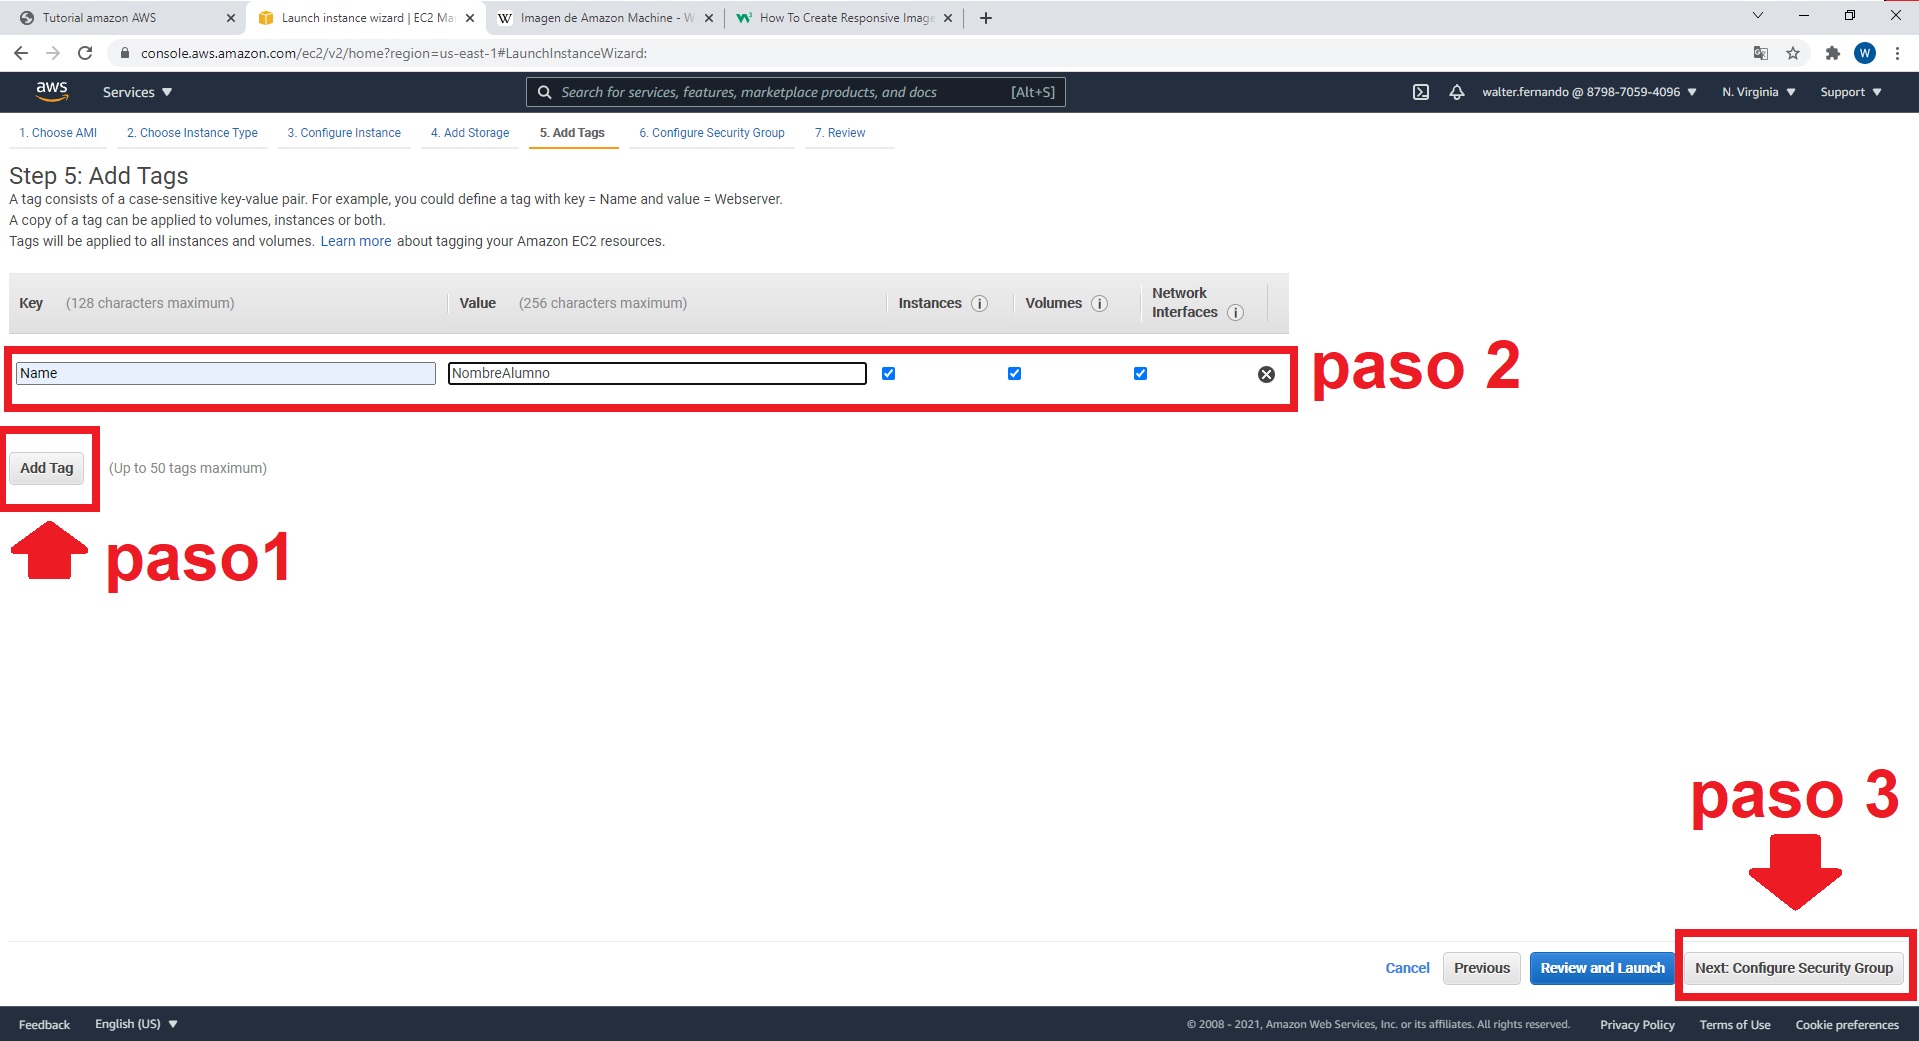 Tutorial amazon AWS
Launch instance wizard | EC2 Ma
Imagen de Amazon Machine - W
How To Create Responsive Image
console.aws.amazon.com/ec2/v2/home?region=us-east-1#LaunchInstanceWizard:
W
aws
Services
Search for services, features, marketplace products, and docs
[Alt+S]
walter.fernando @ 8798-7059-4096
N. Virginia
Support
1. Choose AMI
2. Choose Instance Type
3. Configure Instance
4. Add Storage
5. Add Tags
6. Configure Security Group
7. Review
Step 5: Add Tags
A tag consists of a case-sensitive key-value pair. For example, you could define a tag with key = Name and value = Webserver.
A copy of a tag can be applied to volumes, instances or both.
Tags will be applied to all instances and volumes. Learn more about tagging your Amazon EC2 resources.
Key (128 characters maximum)
Value (256 characters maximum)
Instances
Volumes
Network
Interfaces
Name
NombreAlumno
paso 2
Add Tag
(Up to 50 tags maximum)
paso1
paso 3
Cancel
Previous
Review and Launch
Next: Configure Security Group
Feedback
English (US)
© 2008 - 2021, Amazon Web Services, Inc. or its affiliates. All rights reserved.
Privacy Policy
Terms of Use
Cookie preferences